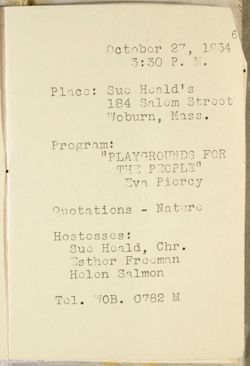 6
October 27, 1934
3:30 P. M.
Place: Sue Heald's
184 Salem Street
Woburn, Mass.
Program:
"PLAYGROUNDS FOR
THE PEOPLE"
Eva Piercy
Quotations - Nature
Hostesses:
Sue Heald, Chr.
Esther Freeman
Helen Salmon
Tel. WOB. 0782 M